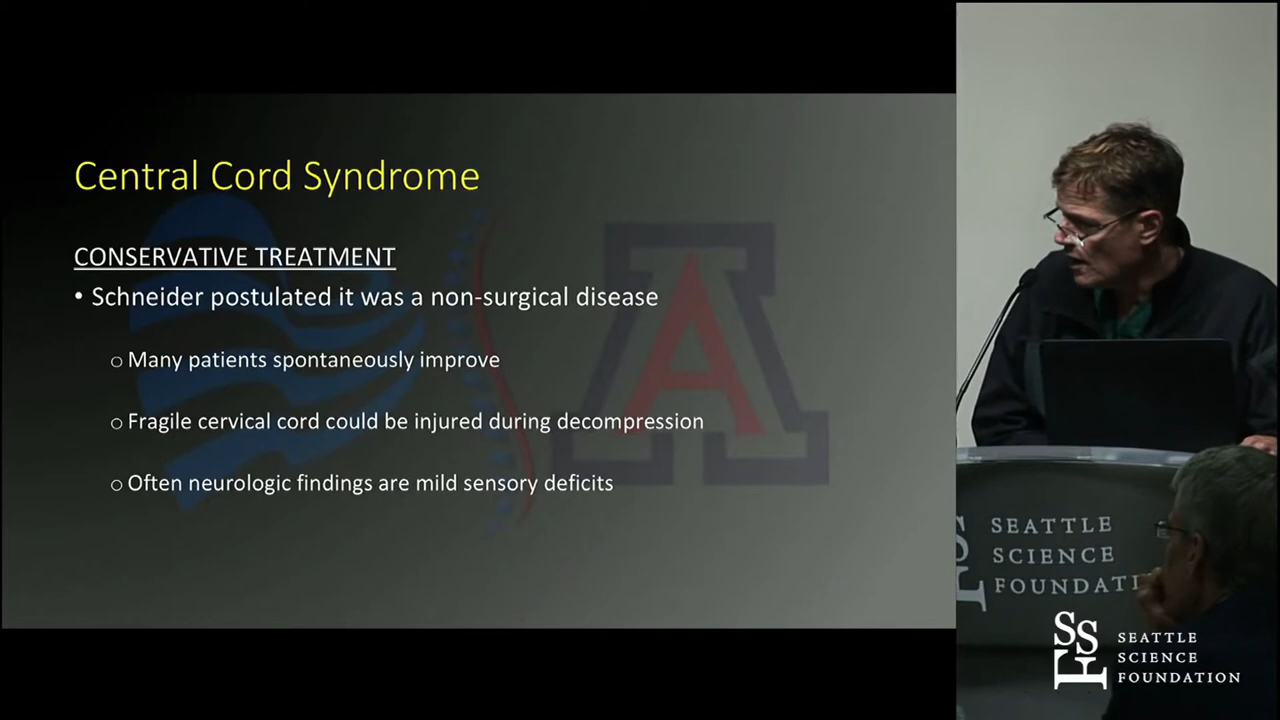 Central Cord Syndrome
CONSERVATIVE TREATMENT
• Schneider postulated it was a non-surgical disease
o Many patients spontaneously improve
o Fragile cervical cord could be injured during decompression
o Often neurologic findings are mild sensory deficits
A
SEATTLE
SCIENCE
FOUNDATI
SSF
SEATTLE
SCIENCE
FOUNDATION